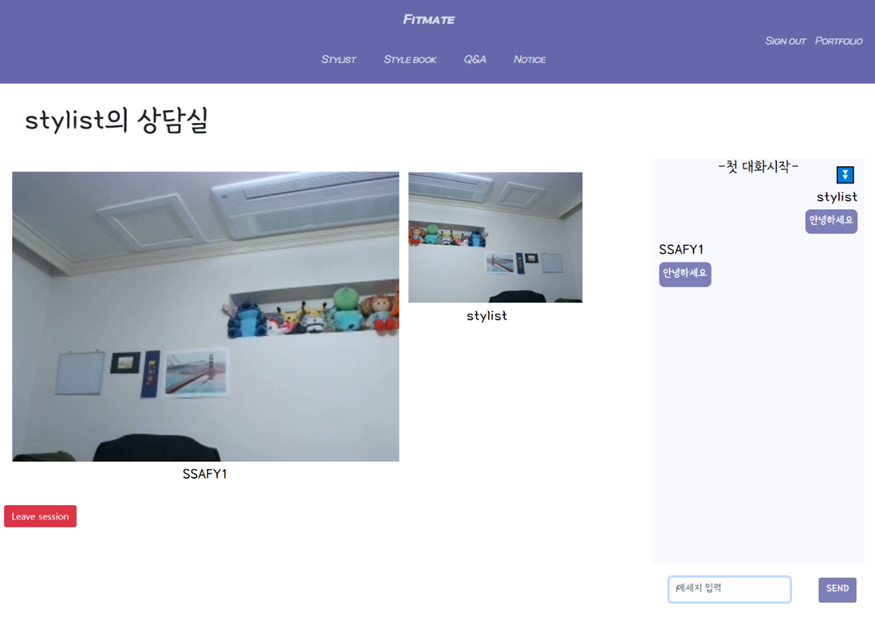 Fitmate
Sign out Portfolio
Stylist Style book Q&A Notice
stylist의 상담실
-첫 대화시작-
stylist
안녕하세요
SSAFY1
안녕하세요
stylist
SSAFY1
Leave session
메세지 입력
SEND